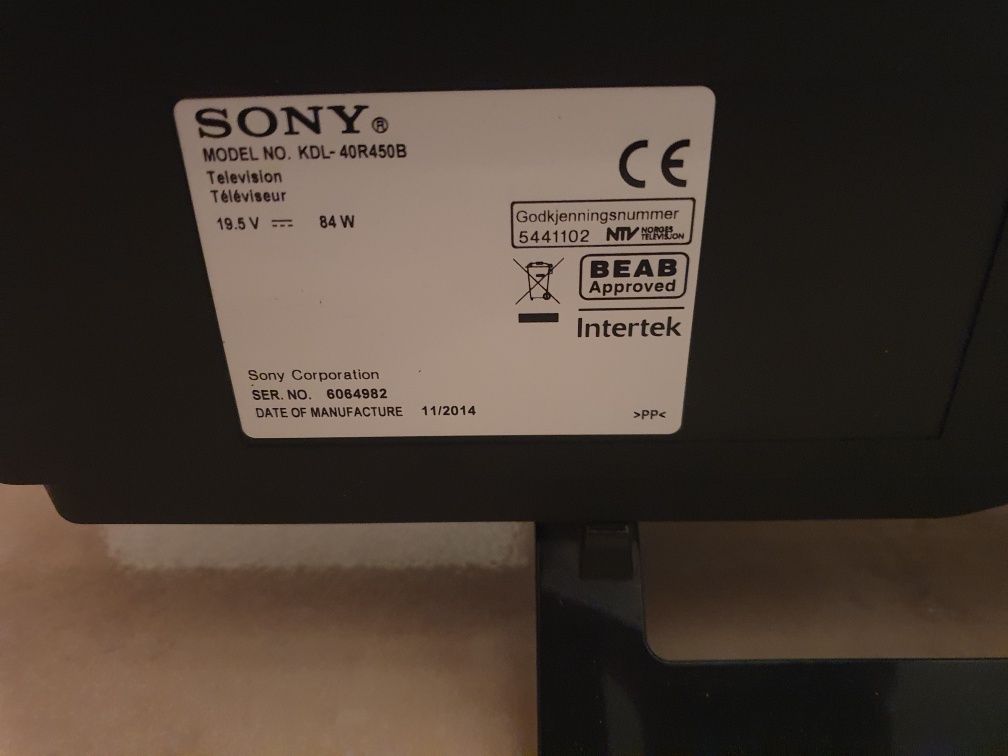 SONY®
MODEL NO. KDL-40R450B
Television
Téléviseur
19.5 V 84 W
CE
Godkjenningsnummer
5441102 NTV NORGES TELEVISJON
BEAB
Approved
Intertek
Sony Corporation
SER. NO. 6064982
DATE OF MANUFACTURE 11/2014
>PP<